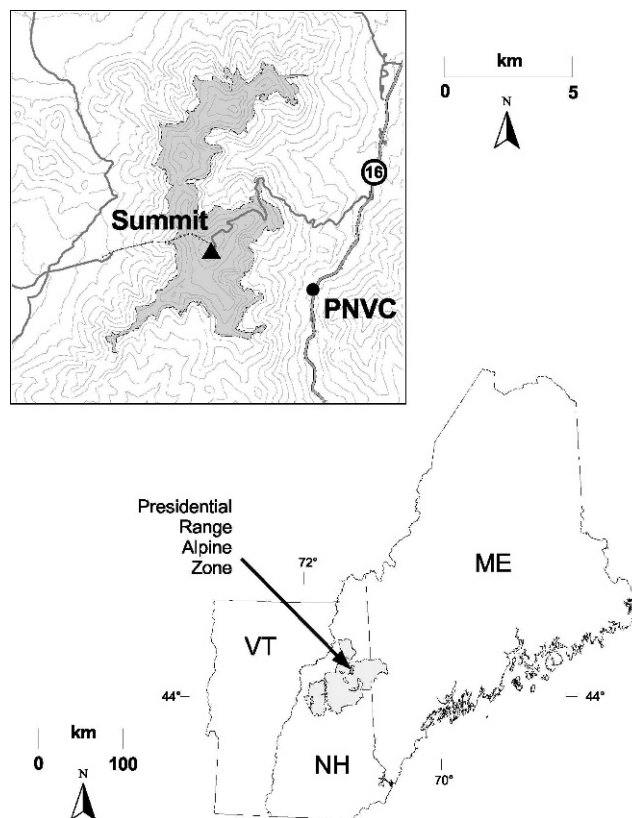 km
0 5
N
16
Summit
PNVC
Presidential
Range
Alpine
Zone
72°
ME
VT
44°
44°
km
0 100
N
NH
70°